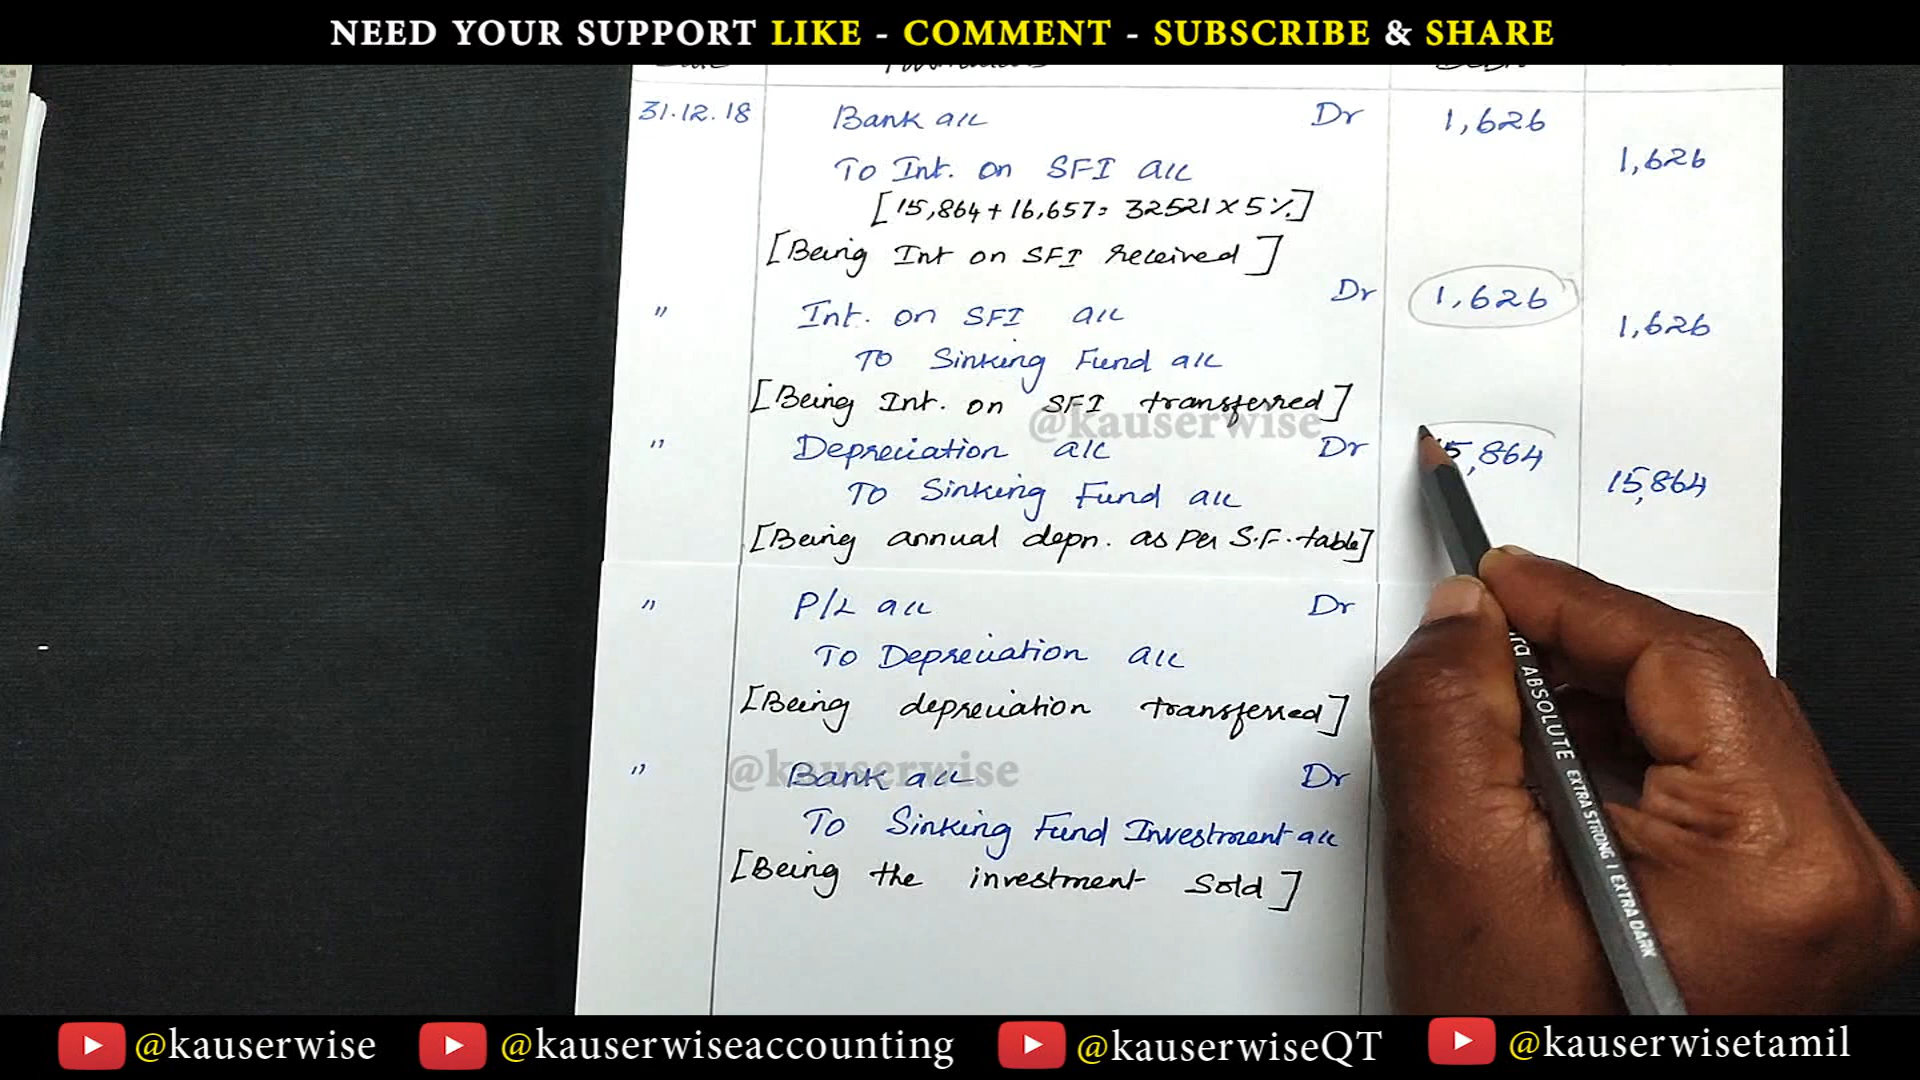 NEED YOUR SUPPORT LIKE - COMMENT - SUBSCRIBE & SHARE
31.12.18 Bank a/c Dr 1,626
To Int. on SFI a/c 1,626
[15,864 + 16,657 = 32521 x 5%]
[Being Int on SFI received]
" Int. on SFI a/c Dr 1,626
To Sinking Fund a/c 1,626
[Being Int. on SFI transferred]
@kauserwise
" Depreciation a/c Dr 15,864
To Sinking Fund a/c 15,864
[Being annual depn. as per S.F. table]
" P/L a/c Dr
To Depreciation a/c
[Being depreciation transferred]
@kauserwise
" Bank a/c Dr
To Sinking Fund Investment a/c
[Being the investment sold]
ABSOLUTE EXTRA STRONG | EXTRA DARK
@kauserwise @kauserwiseaccounting @kauserwiseQT @kauserwisetamil